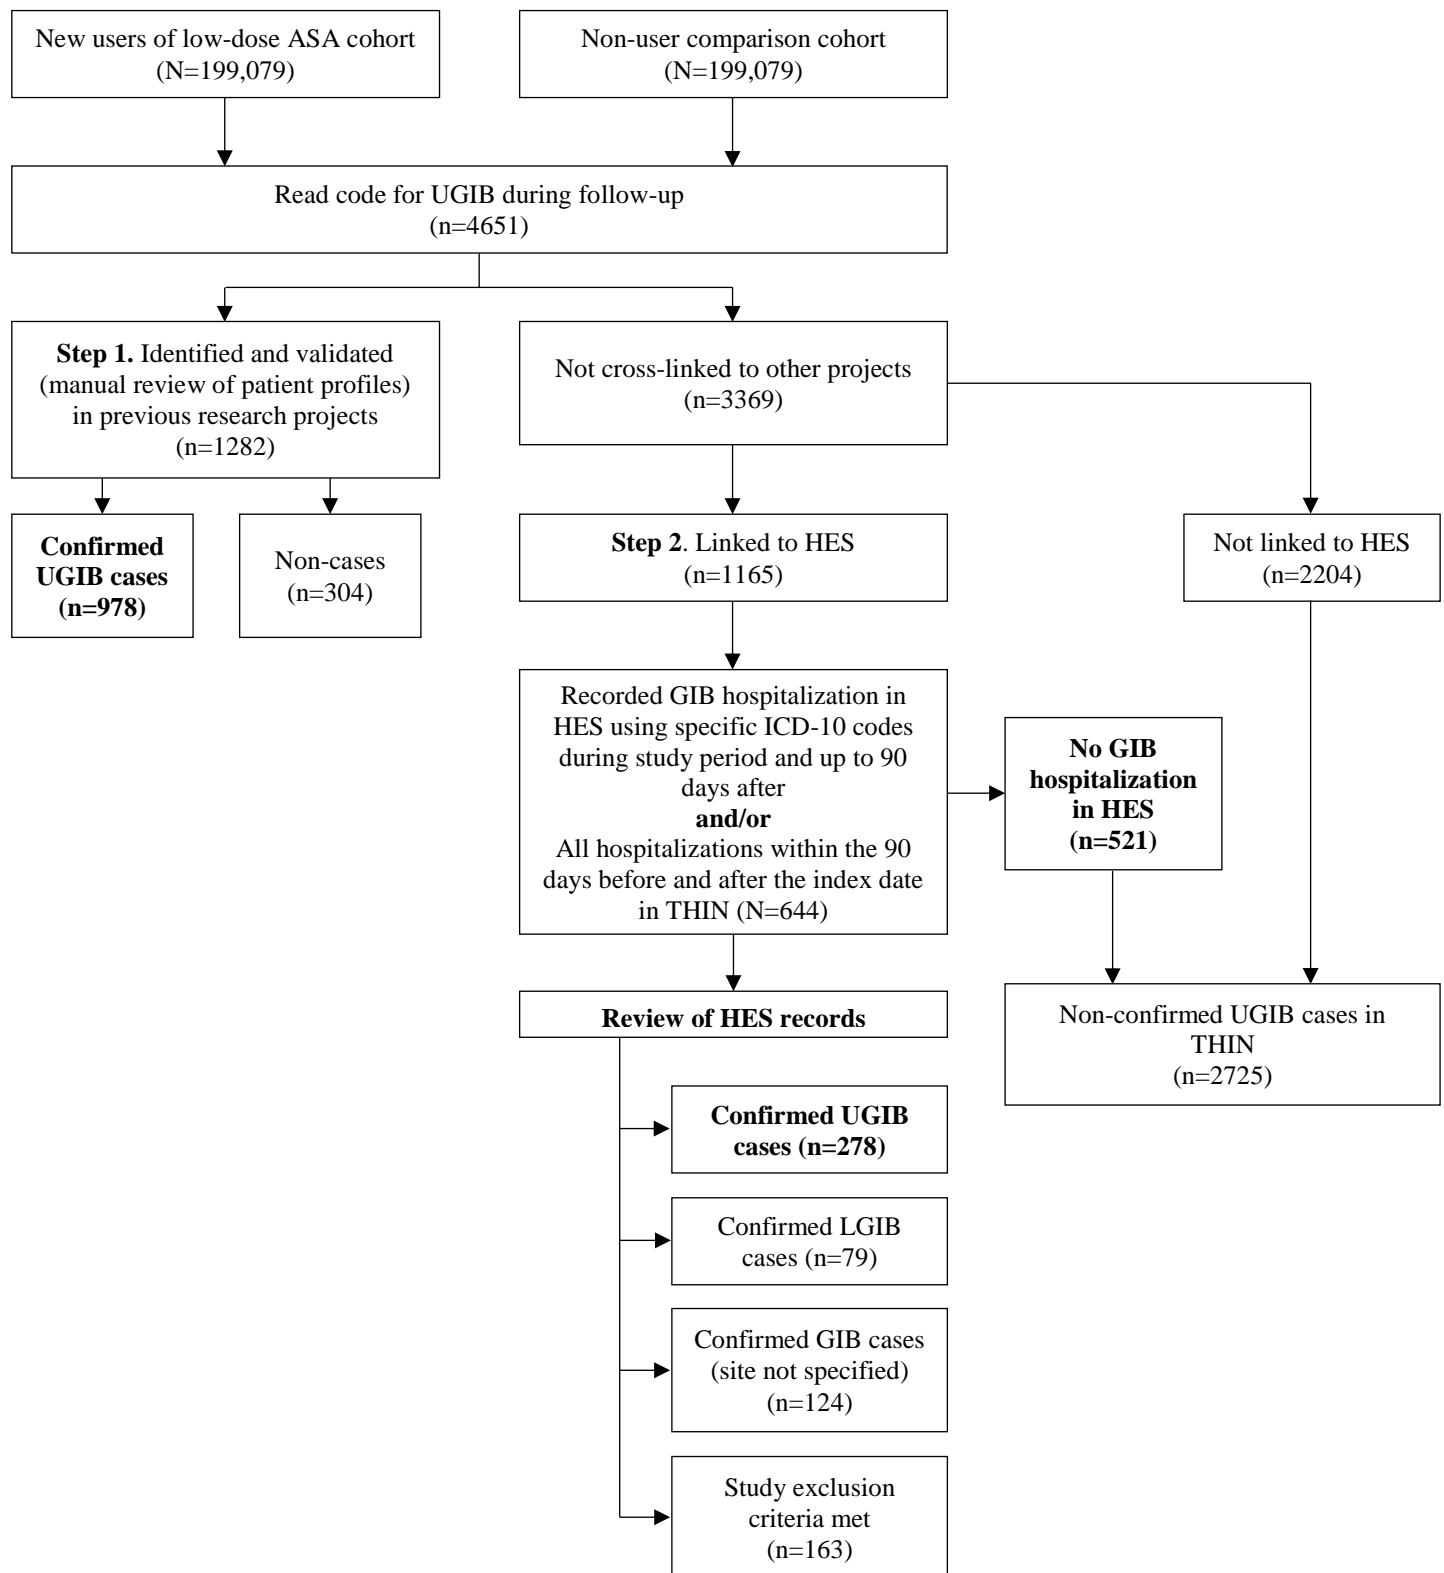 New users of low-dose ASA cohort
(N=199,079)
Non-user comparison cohort
(N=199,079)
Read code for UGIB during follow-up
(n=4651)
Step 1. Identified and validated
(manual review of patient profiles)
in previous research projects
(n=1282)
Not cross-linked to other projects
(n=3369)
Confirmed
UGIB cases
(n=978)
Non-cases
(n=304)
Step 2. Linked to HES
(n=1165)
Not linked to HES
(n=2204)
Recorded GIB hospitalization in
HES using specific ICD-10 codes
during study period and up to 90
days after
and/or
All hospitalizations within the 90
days before and after the index date
in THIN (N=644)
No GIB
hospitalization
in HES
(n=521)
Review of HES records
Non-confirmed UGIB cases in
THIN
(n=2725)
Confirmed UGIB
cases (n=278)
Confirmed LGIB
cases (n=79)
Confirmed GIB cases
(site not specified)
(n=124)
Study exclusion
criteria met
(n=163)